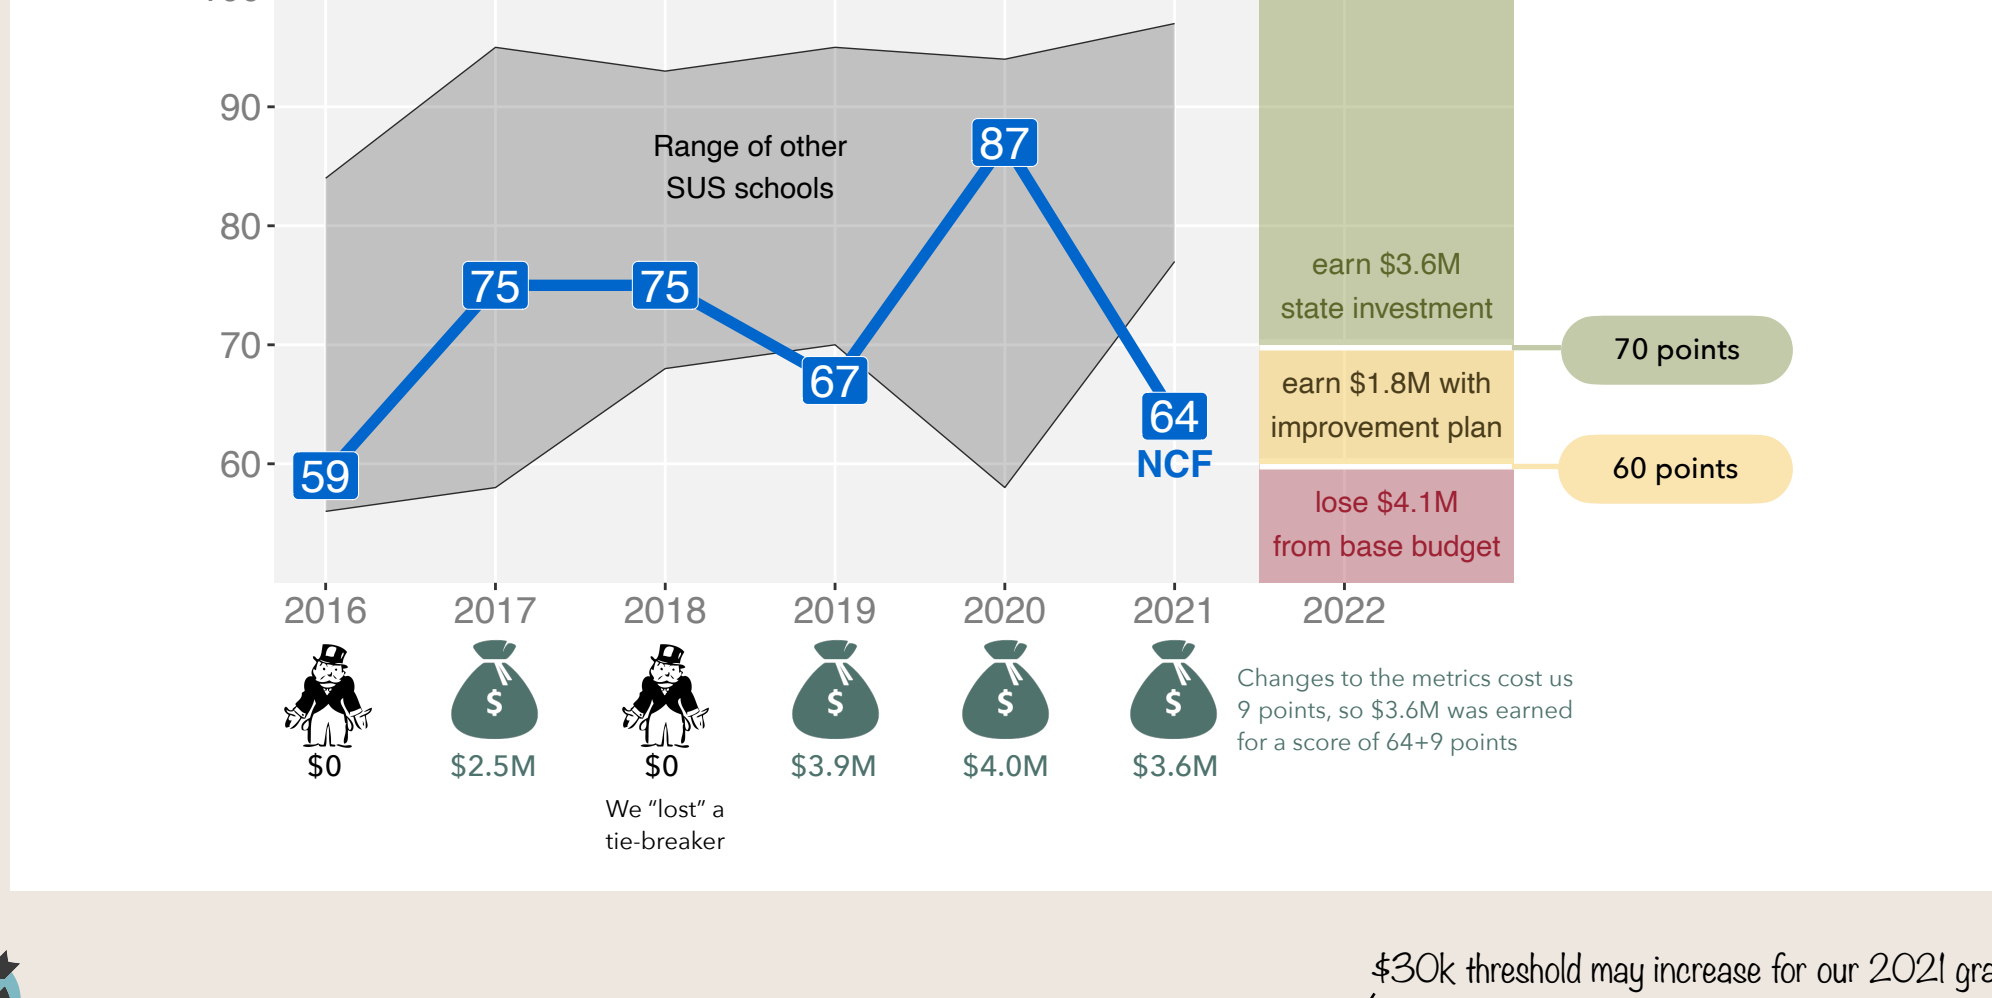 90
Range of other
SUS schools
87
80
75
75
earn $3.6M
state investment
70
67
70 points
earn $1.8M with
improvement plan
64
NCF
60
59
60 points
lose $4.1M
from base budget
2016 2017 2018 2019 2020 2021 2022
$ $ $ $
$0 $2.5M $0 $3.9M $4.0M $3.6M
Changes to the metrics cost us
9 points, so $3.6M was earned
for a score of 64+9 points
We “lost” a
tie-breaker
$30k threshold may increase for our 2021 gra